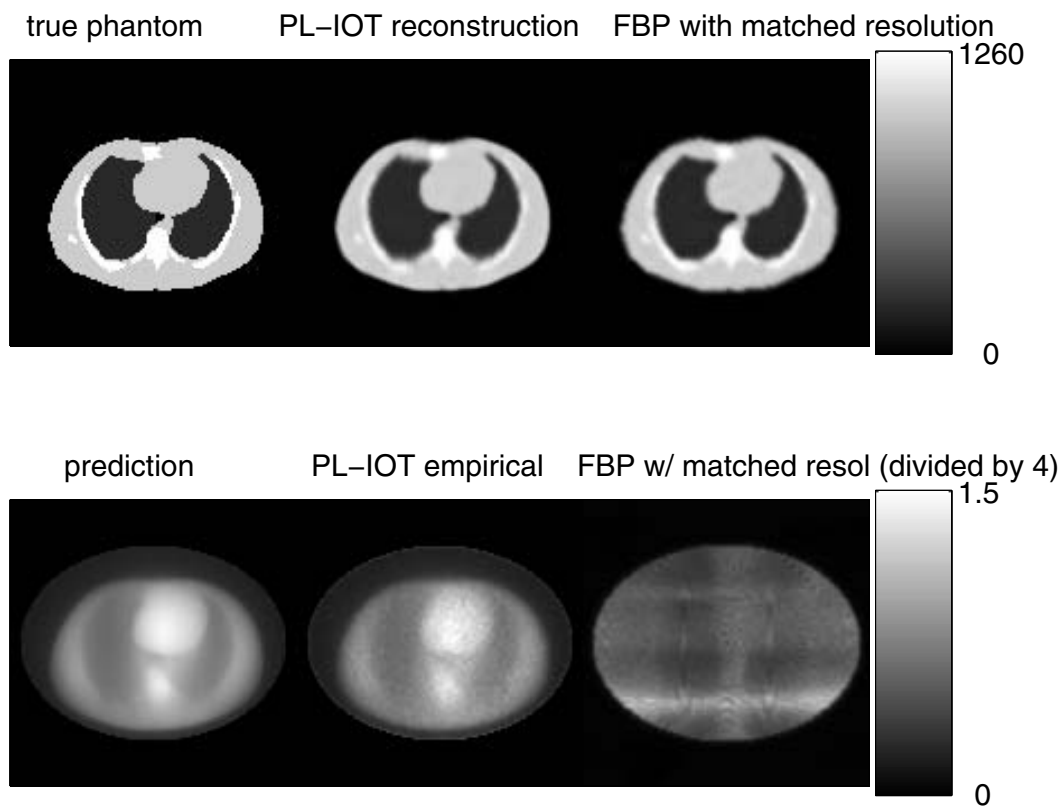 true phantom
PL−IOT reconstruction
FBP with matched resolution
1260
0
prediction
PL−IOT empirical
FBP w/ matched resol (divided by 4)
1.5
0